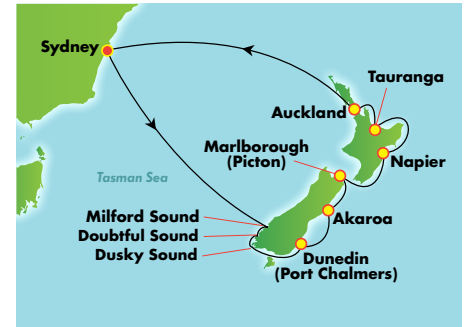 Sydney
Tauranga
Auckland
Marlborough
(Picton)
Napier
Tasman Sea
Milford Sound
Akaroa
Doubtful Sound
Dusky Sound
Dunedin
(Port Chalmers)